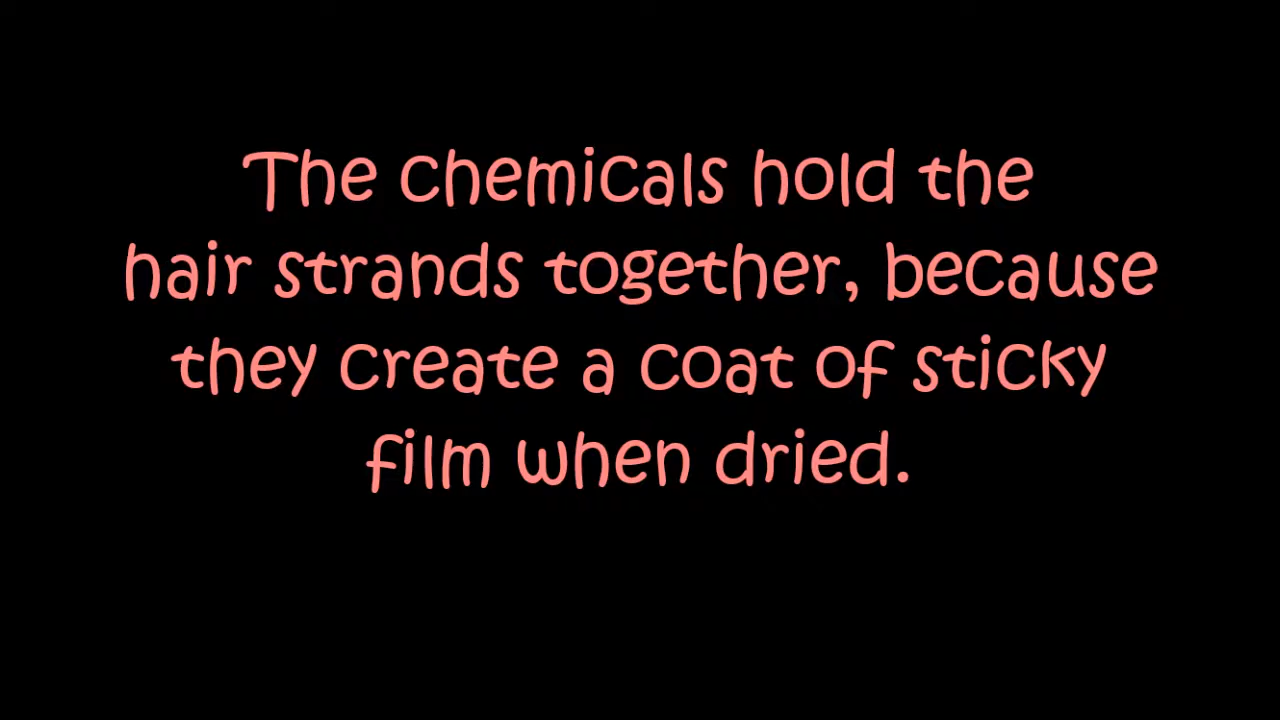 The chemicals hold the
hair strands together, because
they create a coat of sticky
film when dried.